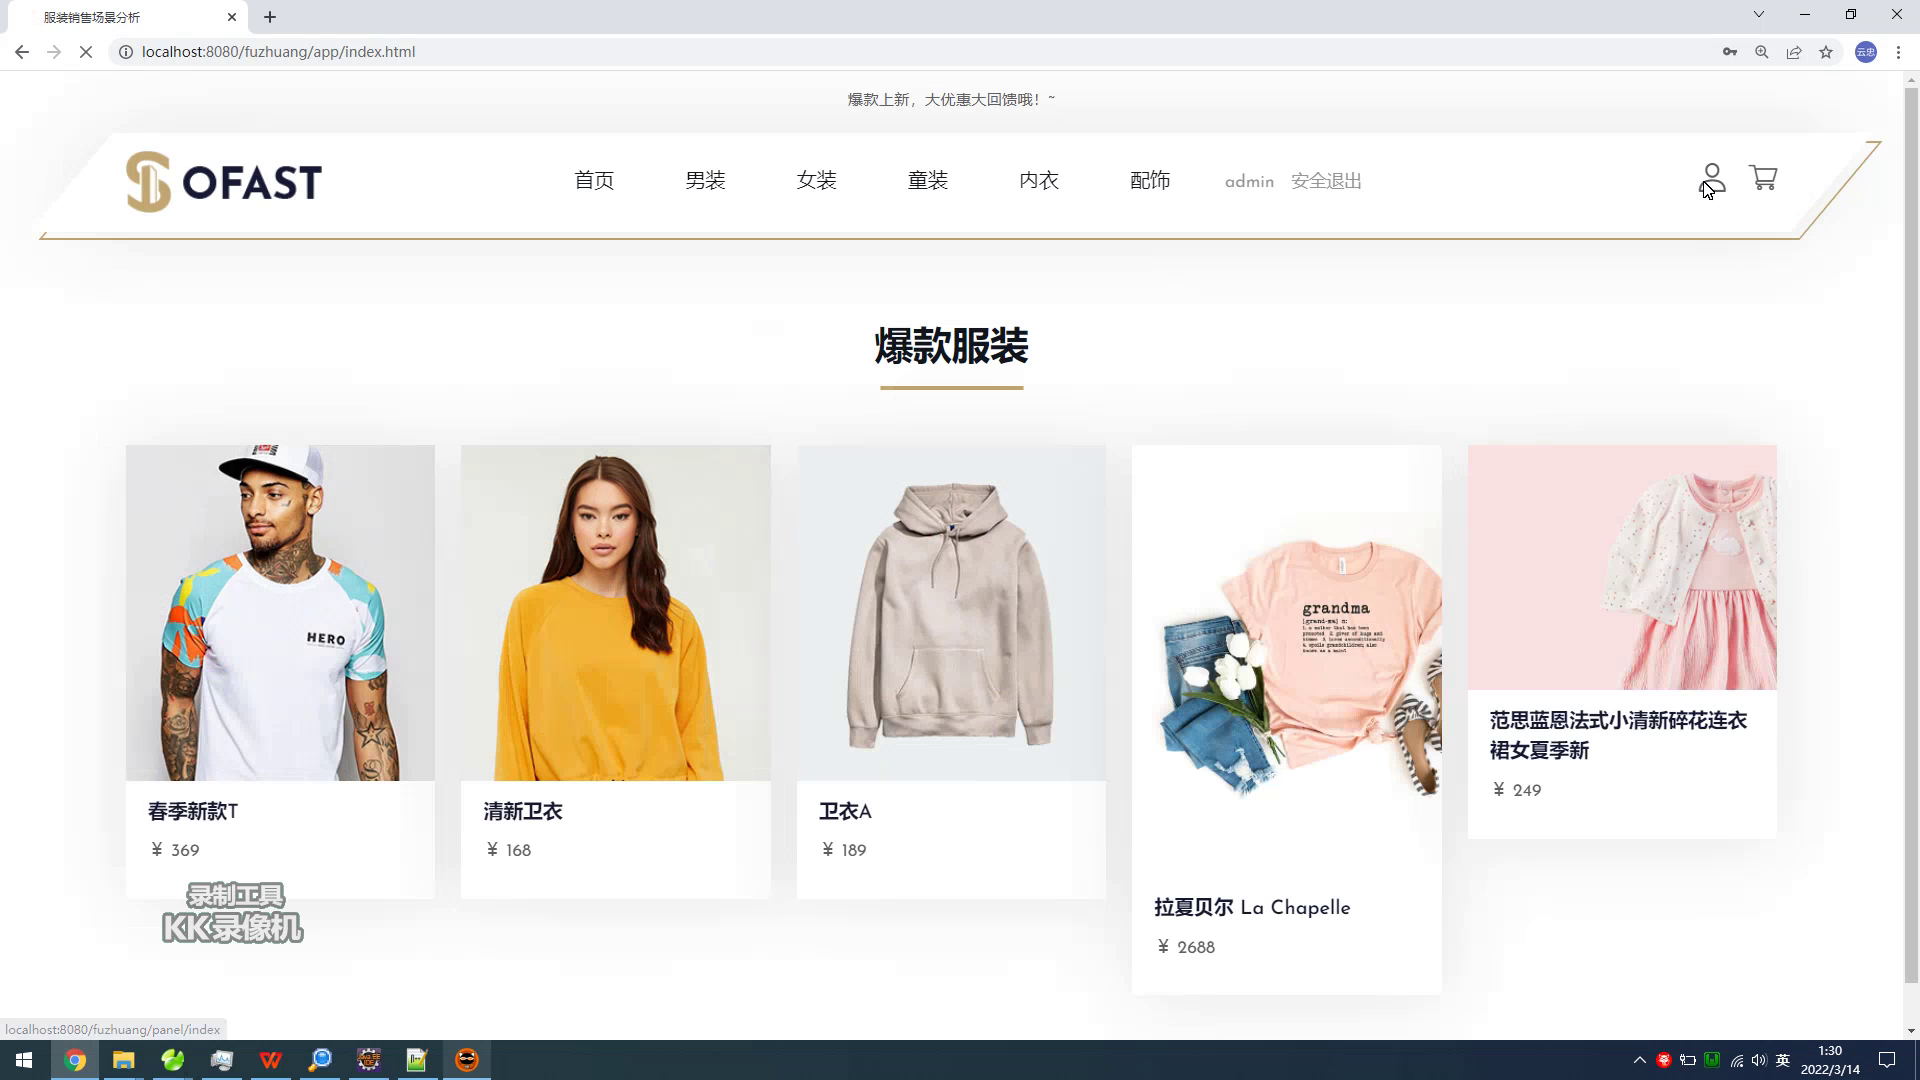 服装销售场景分析
localhost:8080/fuzhuang/app/index.html
云忠
爆款上新，大优惠大回馈哦！~
SOFAST
首页
男装
女装
童装
内衣
配饰
admin
安全退出
爆款服装
HERO
grandma
春季新款T
¥ 369
清新卫衣
¥ 168
卫衣A
¥ 189
拉夏贝尔 La Chapelle
¥ 2688
范思蓝恩法式小清新碎花连衣
裙女夏季新
¥ 249
录制工具
KK录像机
localhost:8080/fuzhuang/panel/index
英
1:30
2022/3/14